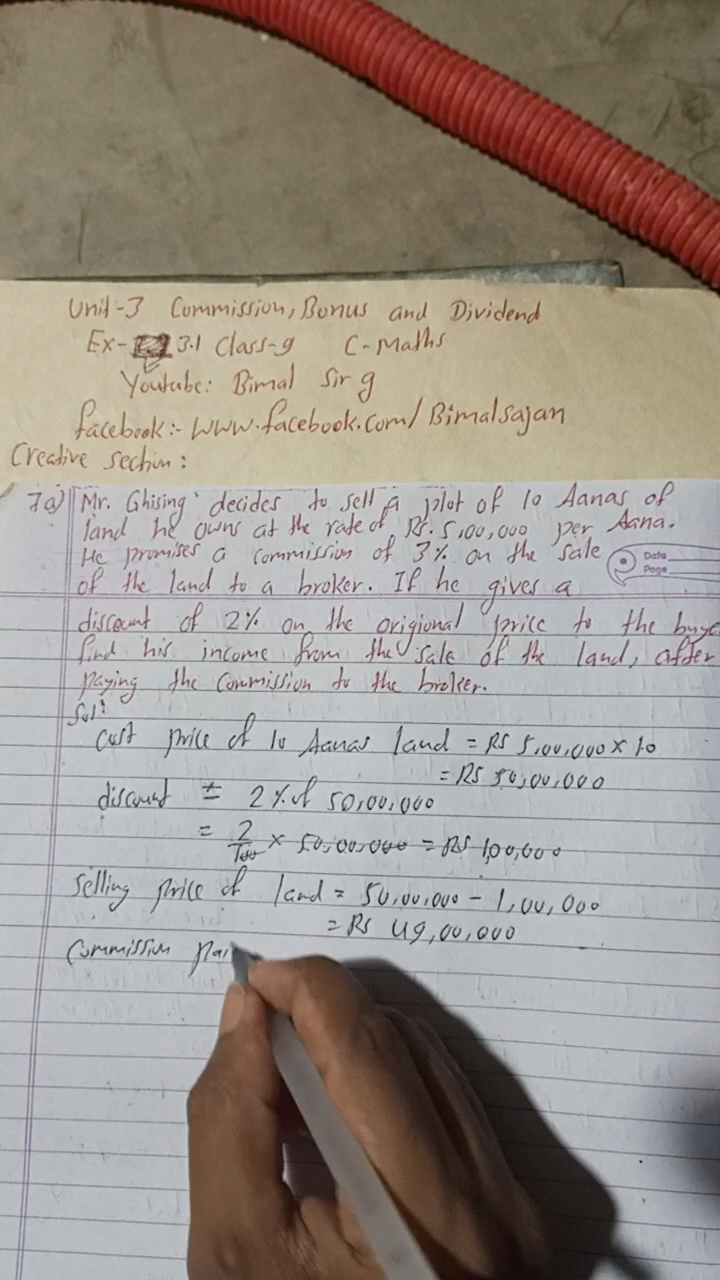 Unit-3 Commission, Bonus and Dividend
Ex- 3.1 Class-9 C-Maths
Youtube: Bimal Sir g
facebook:- www.facebook.com/Bimalsajan
Creative section:
7a) Mr. Ghising decides to sell a plot of 10 Aanas of
land he owns at the rate of Rs. 5,00,000 per Aana.
He promises a commission of 3% on the sale
Date
Page
of the land to a broker. If he gives a
discount of 2% on the origional price to the buye
find his income from the sale of the land, after
paying the Commission to the broker.
Sol:
Cost price of 10 Aanas land = Rs 5,00,000 × 10
= Rs 50,00,000
discount = 2% of 50,00,000
= 2/100 × 50,00,000 = Rs 1,00,000
Selling price of land = 50,00,000 - 1,00,000
= Rs 49,00,000
Commission pai